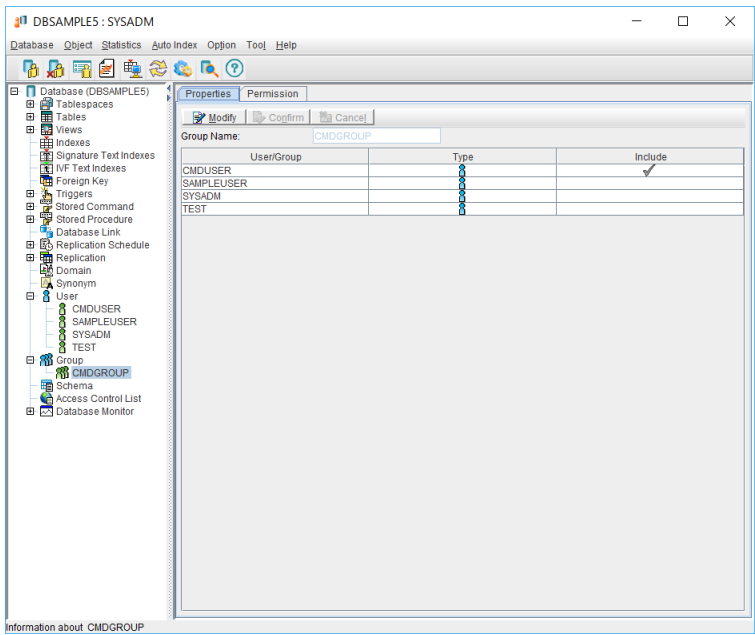 DBSAMPLE5 : SYSADM
Database Object Statistics Auto Index Option Tool Help
Database (DBSAMPLE5)
Tablespaces
Tables
Views
Indexes
Signature Text Indexes
IVF Text Indexes
Foreign Key
Triggers
Stored Command
Stored Procedure
Database Link
Replication Schedule
Replication
Domain
Synonym
User
CMDUSER
SAMPLEUSER
SYSADM
TEST
Group
CMDGROUP
Schema
Access Control List
Database Monitor
Properties Permission
Modify Confirm Cancel
Group Name: CMDGROUP
User/Group Type Include
CMDUSER
SAMPLEUSER
SYSADM
TEST
Information about CMDGROUP